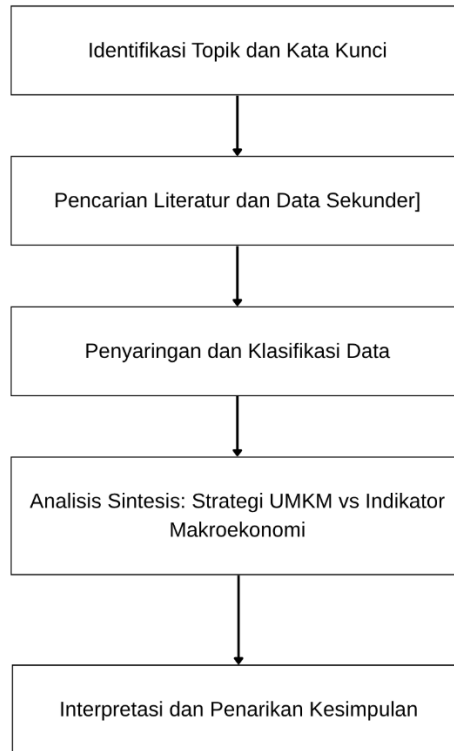 Identifikasi Topik dan Kata Kunci
Pencarian Literatur dan Data Sekunder]
Penyaringan dan Klasifikasi Data
Analisis Sintesis: Strategi UMKM vs Indikator
Makroekonomi
Interpretasi dan Penarikan Kesimpulan